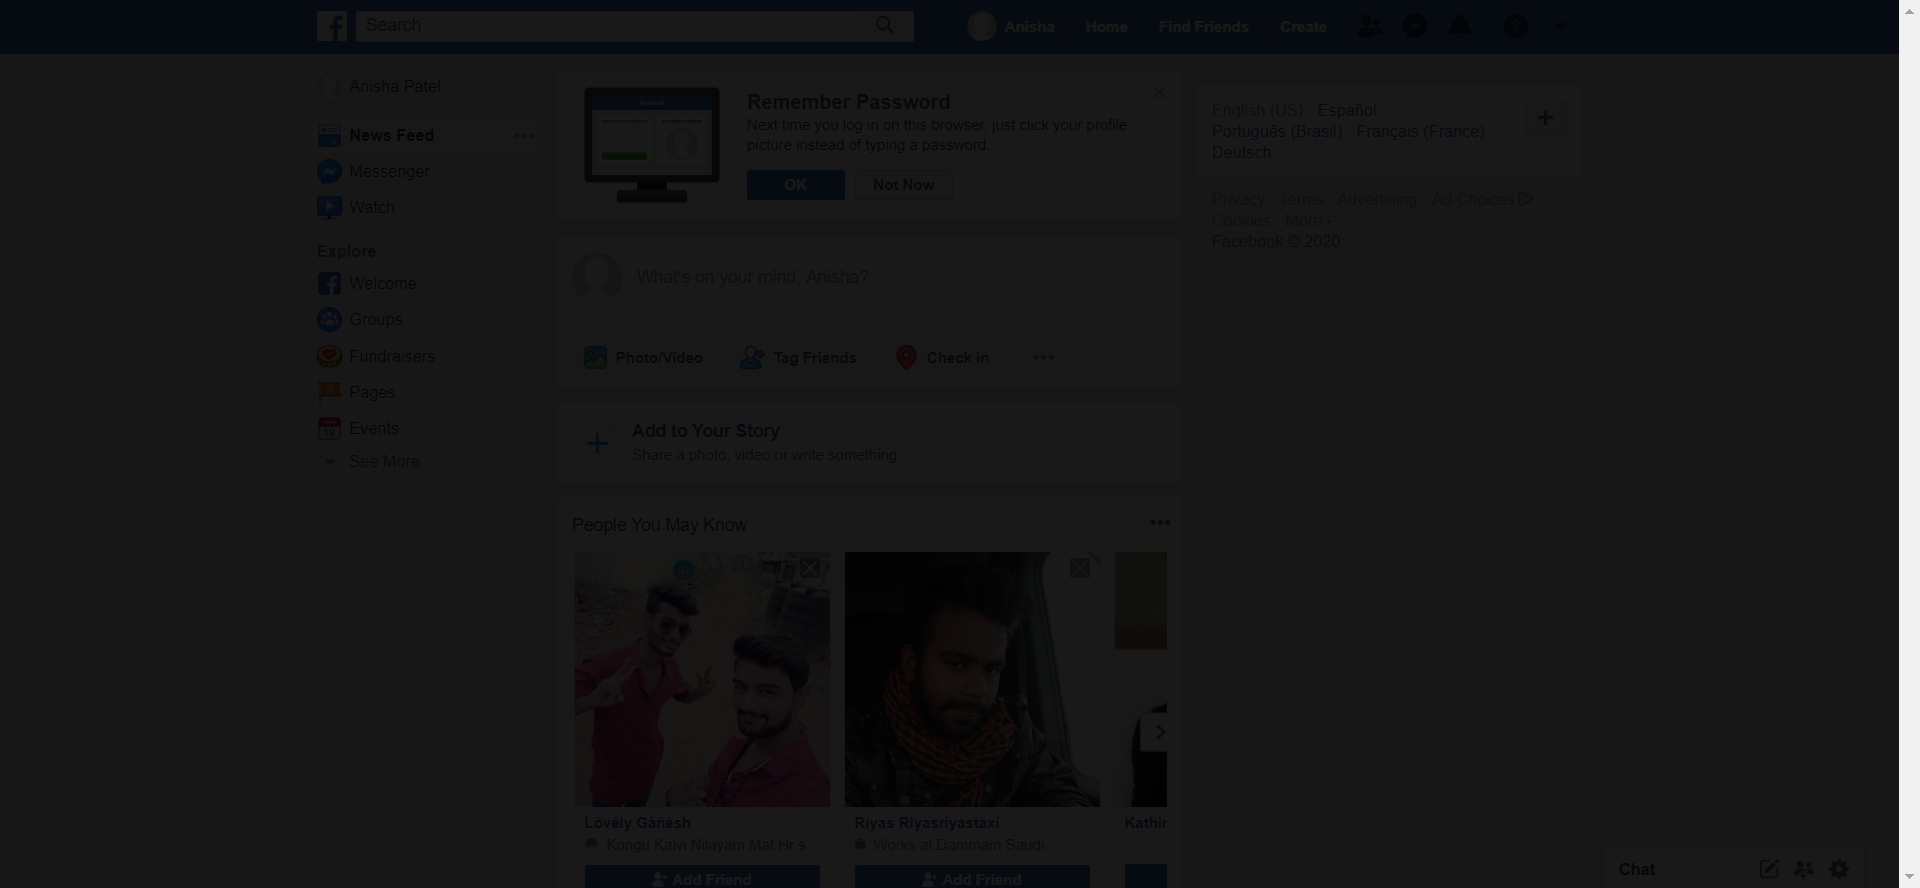 Search
Anisha
Home
Find Friends
Create
Anisha Patel
News Feed
Messenger
Watch
Explore
Welcome
Groups
Fundraisers
Pages
Events
See More...
Remember Password
Next time you log in on this browser, just click your profile
picture instead of typing a password.
OK
Not Now
What's on your mind, Anisha?
Photo/Video
Tag Friends
Check in
Add to Your Story
Share a photo, video or write something
People You May Know
Lövély Gàñèsh
Kongu Kalvi Nilayam Mat Hr s...
Add Friend
Riyas Riyasriyastaxi
Works at Dammam Saudi
Add Friend
Kathir
English (US) Español
Português (Brasil) Français (France)
Deutsch
Privacy Terms Advertising Ad Choices
Cookies More
Facebook © 2020
Chat